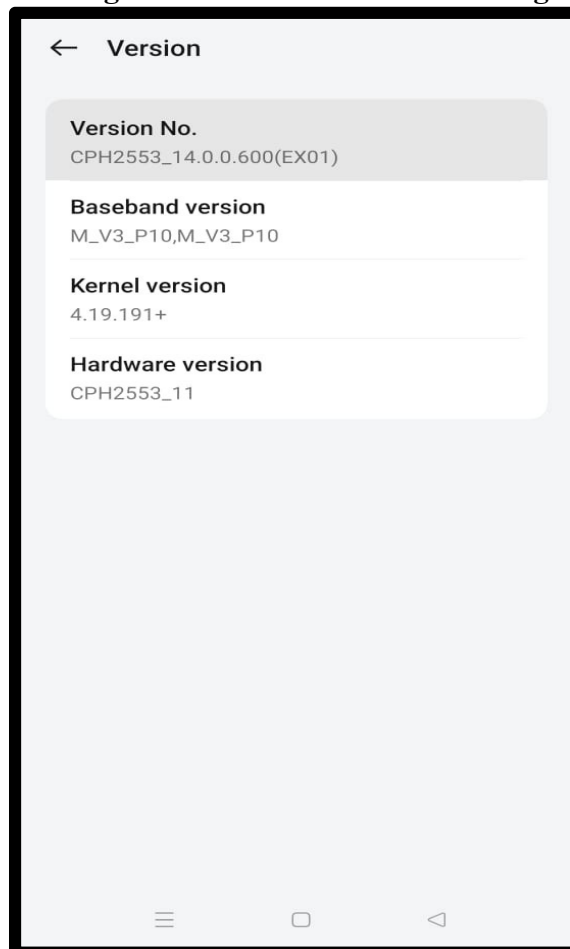 Version
Version No.
CPH2553_14.0.0.600(EX01)
Baseband version
M_V3_P10,M_V3_P10
Kernel version
4.19.191+
Hardware version
CPH2553_11